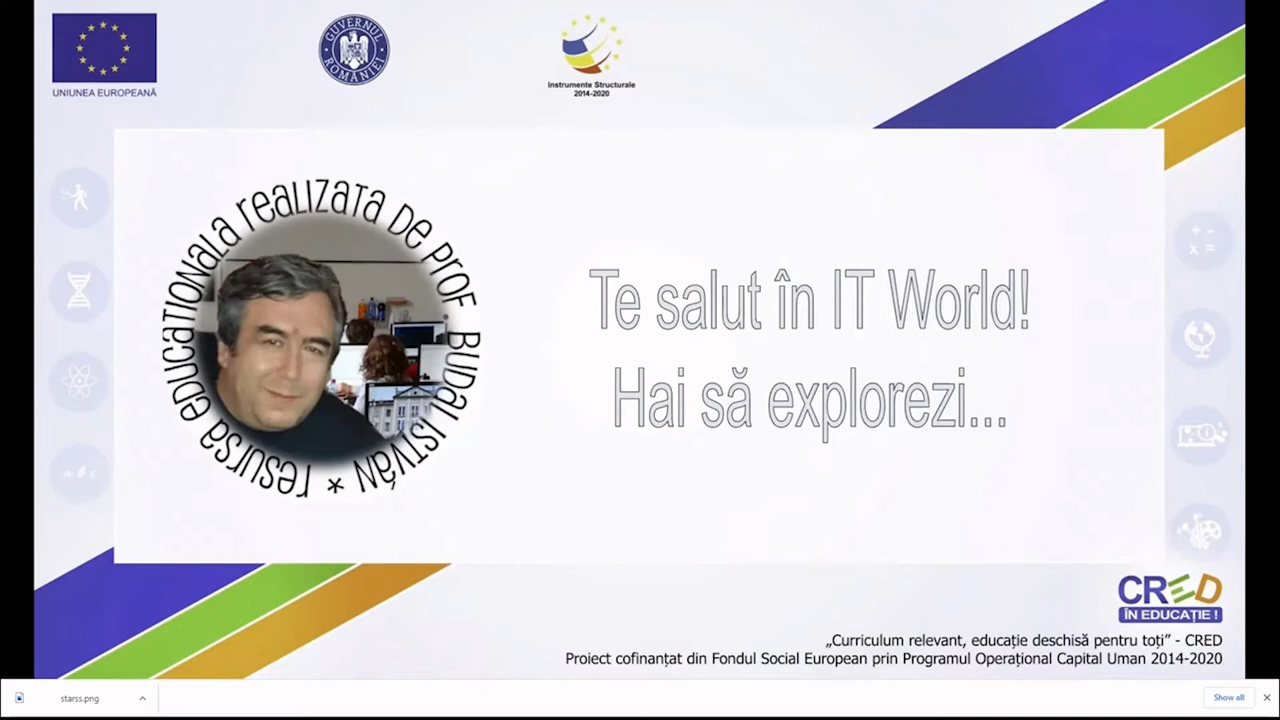 UNIUNEA EUROPEANĂ
GUVERNUL ROMÂNIEI
Instrumente Structurale
2014-2020
resursa educationala realizata de prof Budai István *
Te salut în IT World!
Hai să explorezi...
+ -
x =
a b c
CRED
ÎN EDUCAȚIE !
„Curriculum relevant, educație deschisă pentru toți” - CRED
Proiect cofinanțat din Fondul Social European prin Programul Operațional Capital Uman 2014-2020
starss.png
Show all